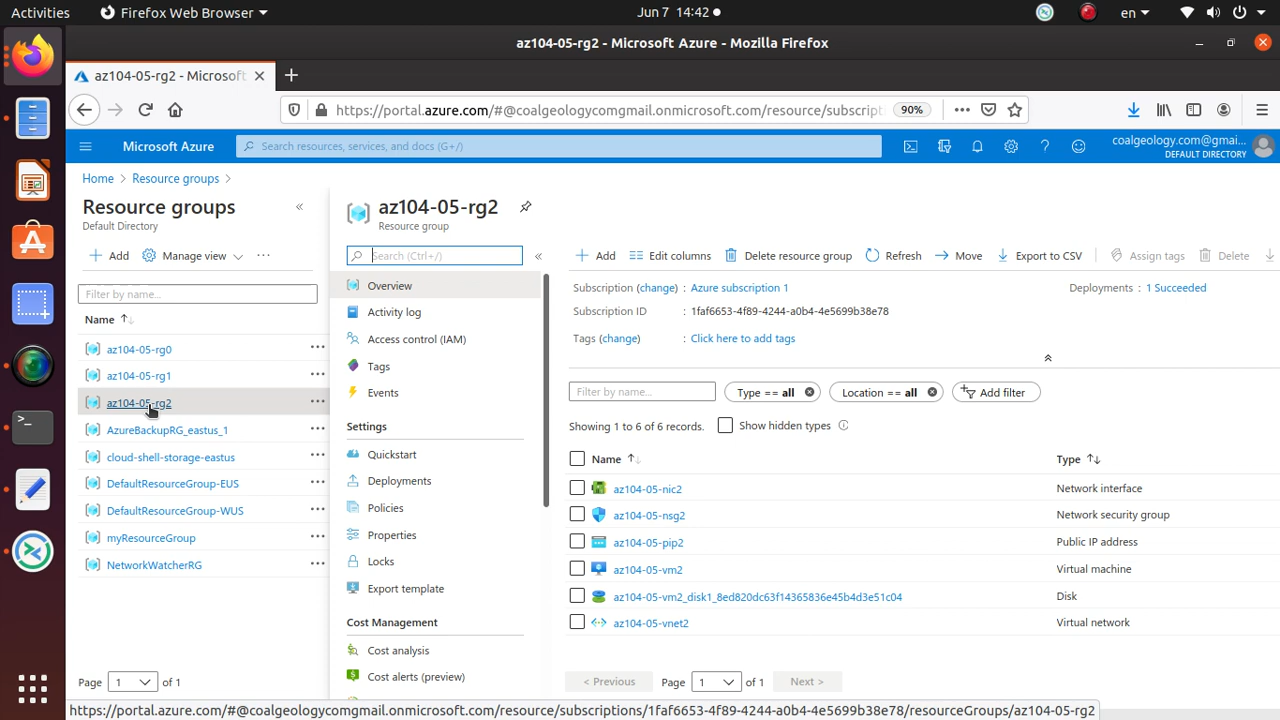 Activities
Firefox Web Browser
Jun 7 14:42
en
az104-05-rg2 - Microsoft Azure - Mozilla Firefox
az104-05-rg2 - Microsoft
https://portal.azure.com/#@coalgeologycomgmail.onmicrosoft.com/resource/subscript
90%
Microsoft Azure
Search resources, services, and docs (G+/)
coalgeology.com@gmai...
DEFAULT DIRECTORY
Home > Resource groups >
Resource groups
Default Directory
Add
Manage view
Filter by name...
Name
az104-05-rg0
az104-05-rg1
az104-05-rg2
AzureBackupRG_eastus_1
cloud-shell-storage-eastus
DefaultResourceGroup-EUS
DefaultResourceGroup-WUS
myResourceGroup
NetworkWatcherRG
Page 1 of 1
az104-05-rg2
Resource group
Search (Ctrl+/)
Overview
Activity log
Access control (IAM)
Tags
Events
Settings
Quickstart
Deployments
Policies
Properties
Locks
Export template
Cost Management
Cost analysis
Cost alerts (preview)
Add
Edit columns
Delete resource group
Refresh
Move
Export to CSV
Assign tags
Delete
Subscription (change) : Azure subscription 1
Deployments : 1 Succeeded
Subscription ID : 1faf6653-4f89-4244-a0b4-4e5699b38e78
Tags (change) : Click here to add tags
Filter by name...
Type == all
Location == all
Add filter
Showing 1 to 6 of 6 records.
Show hidden types
Name Type
az104-05-nic2 Network interface
az104-05-nsg2 Network security group
az104-05-pip2 Public IP address
az104-05-vm2 Virtual machine
az104-05-vm2_disk1_8ed820dc63f14365836e45b4d3e51c04 Disk
az104-05-vnet2 Virtual network
< Previous Page 1 of 1 Next >
https://portal.azure.com/#@coalgeologycomgmail.onmicrosoft.com/resource/subscriptions/1faf6653-4f89-4244-a0b4-4e5699b38e78/resourceGroups/az104-05-rg2